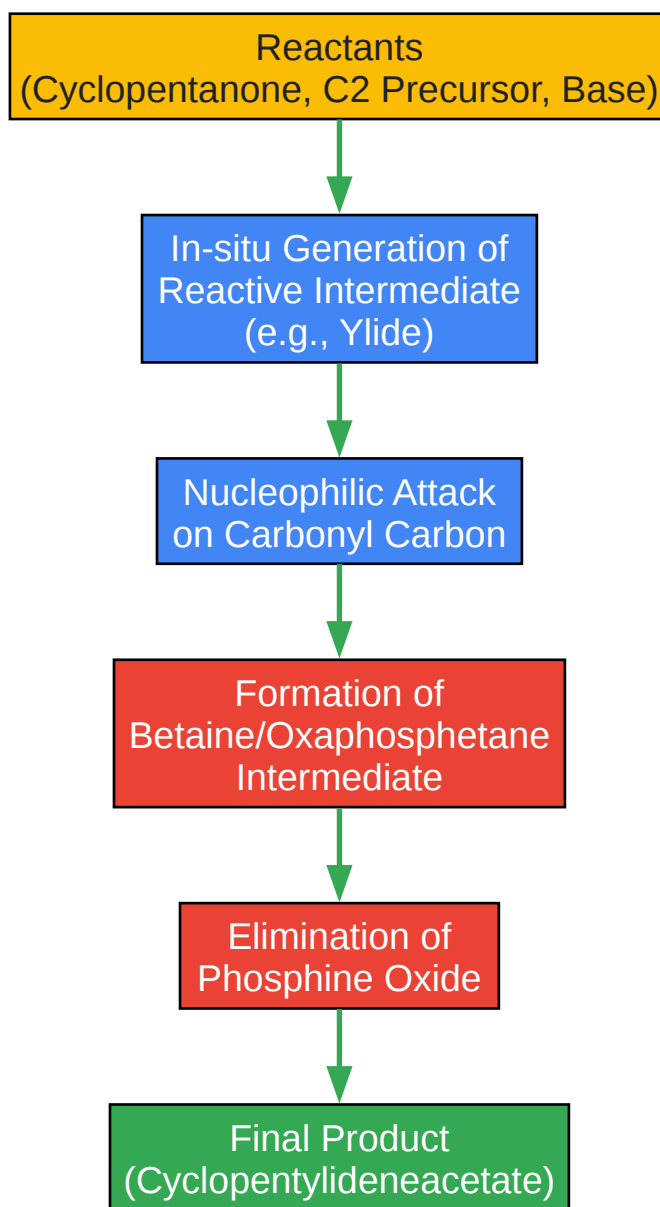 Reactants
(Cyclopentanone, C2 Precursor, Base)
In-situ Generation of
Reactive Intermediate
(e.g., Ylide)
Nucleophilic Attack
on Carbonyl Carbon
Formation of
Betaine/Oxaphosphetane
Intermediate
Elimination of
Phosphine Oxide
Final Product
(Cyclopentylideneacetate)